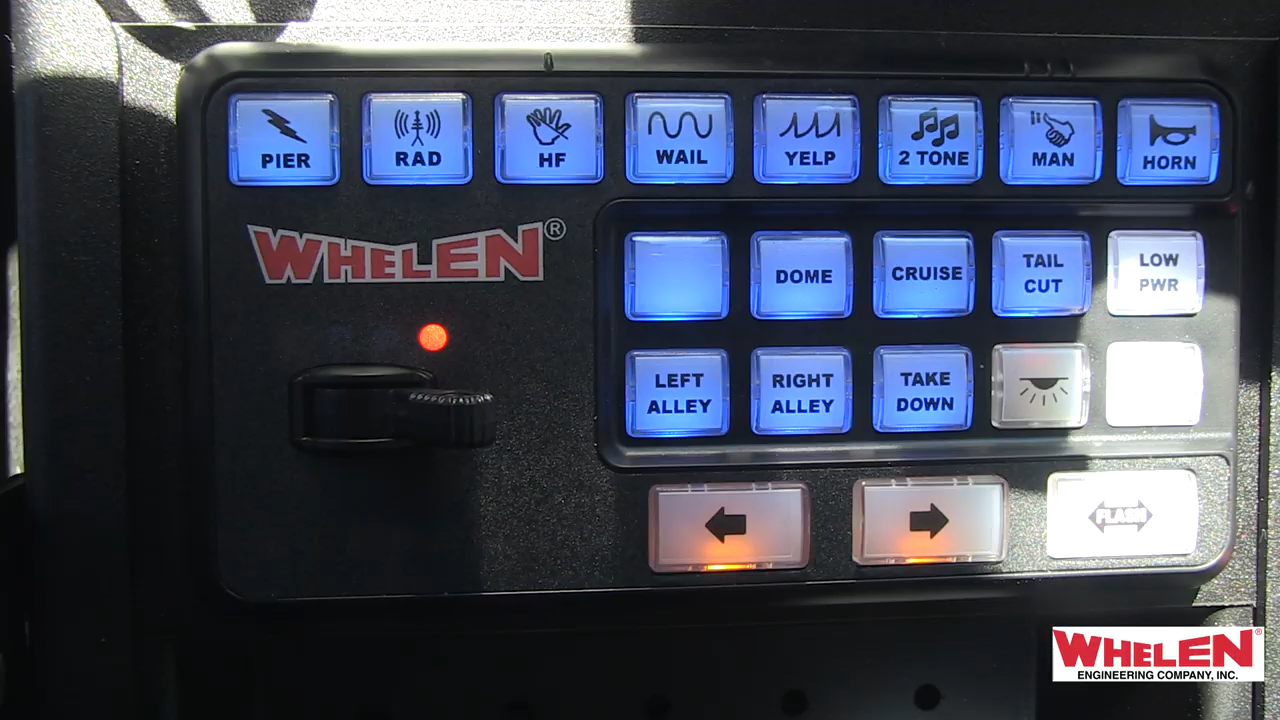 PIER RAD HF WAIL YELP 2 TONE MAN HORN
WHELEN®
DOME
CRUISE
TAIL
CUT
LOW
PWR
LEFT
ALLEY
RIGHT
ALLEY
TAKE
DOWN
FLASH
WHELEN®
ENGINEERING COMPANY, INC.